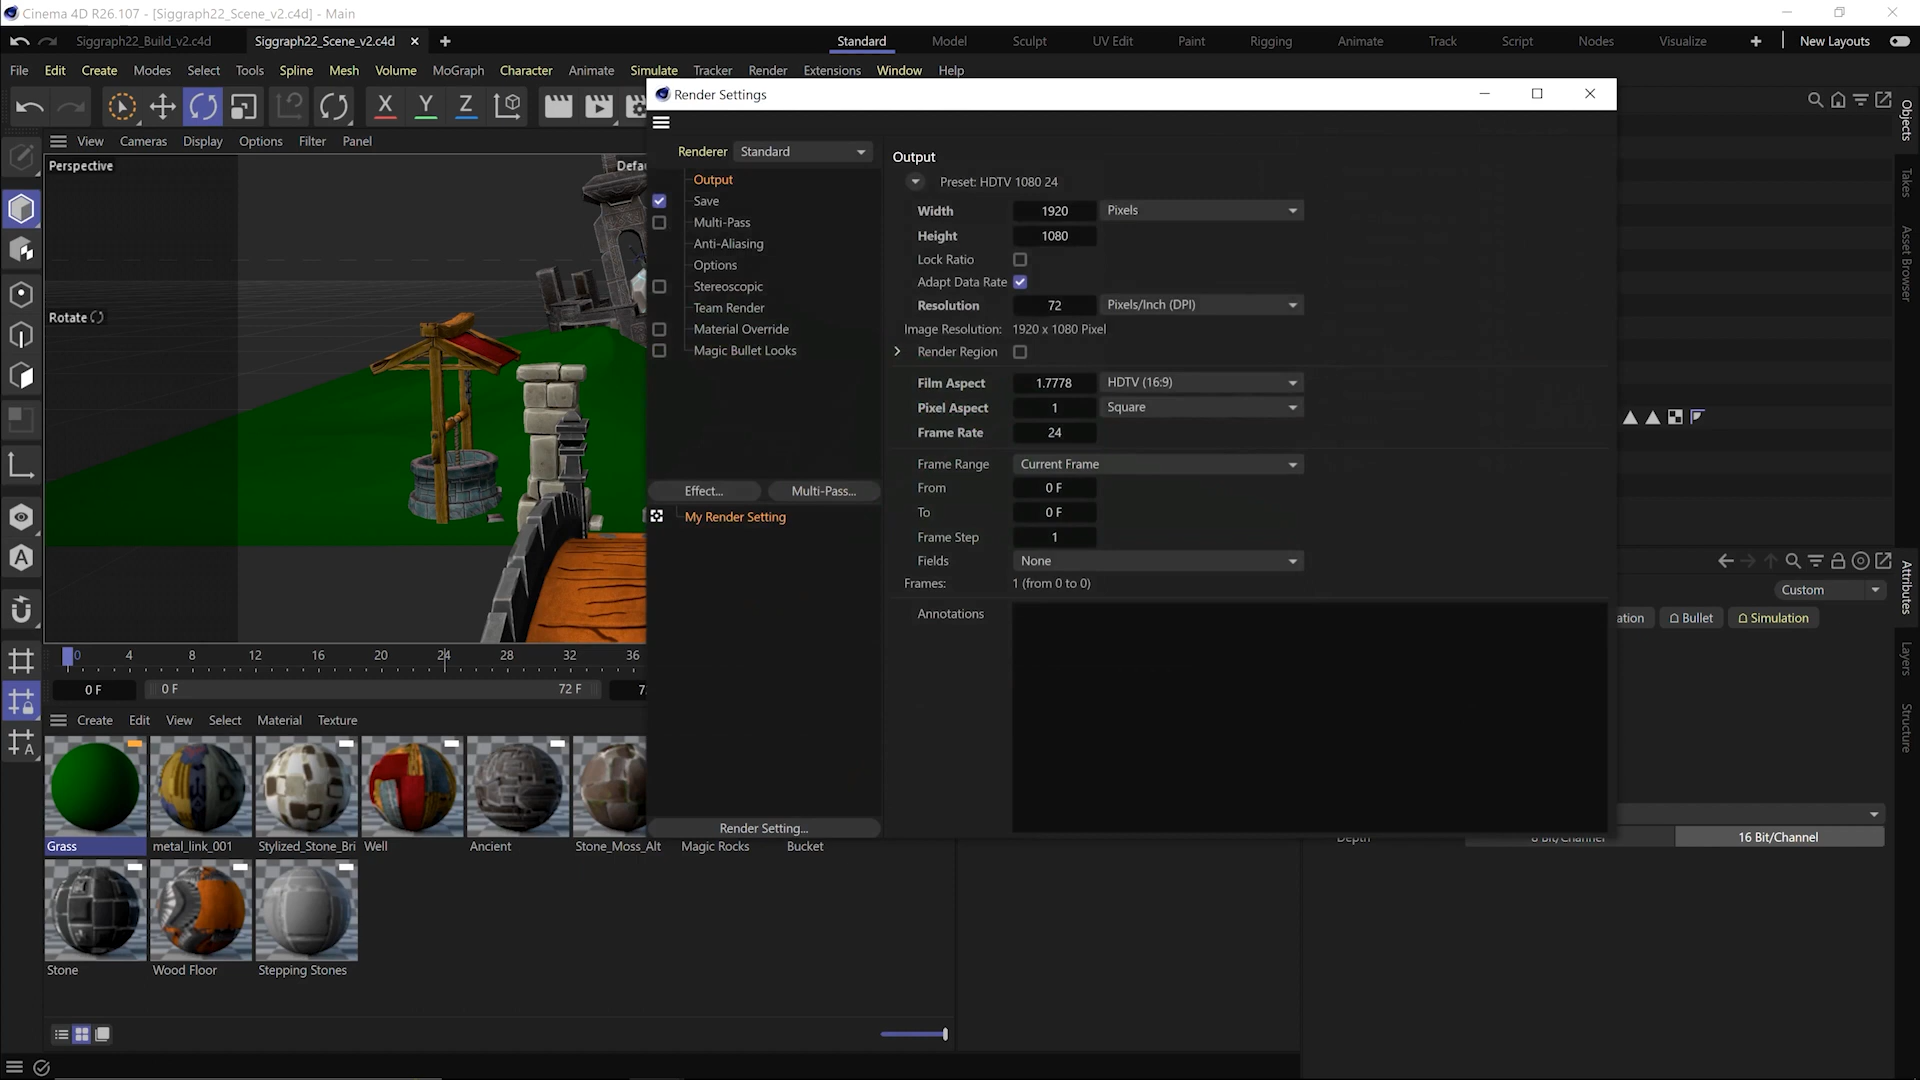 Cinema 4D R26.107 - [Siggraph22_Scene_v2.c4d] - Main
Siggraph22_Build_v2.c4d
Siggraph22_Scene_v2.c4d
Standard
Model
Sculpt
UV Edit
Paint
Rigging
Animate
Track
Script
Nodes
Visualize
New Layouts
File Edit Create Modes Select Tools Spline Mesh Volume MoGraph Character Animate Simulate Tracker Render Extensions Window Help
X Y Z
Render Settings
View Cameras Display Options Filter Panel
Perspective
Rotate
Renderer Standard
Output
Save
Multi-Pass
Anti-Aliasing
Options
Stereoscopic
Team Render
Material Override
Magic Bullet Looks
Effect...
Multi-Pass...
My Render Setting
Render Setting...
Output
Preset: HDTV 1080 24
Width 1920 Pixels
Height 1080
Lock Ratio
Adapt Data Rate
Resolution 72 Pixels/Inch (DPI)
Image Resolution: 1920 x 1080 Pixel
Render Region
Film Aspect 1.7778 HDTV (16:9)
Pixel Aspect 1 Square
Frame Rate 24
Frame Range Current Frame
From 0 F
To 0 F
Frame Step 1
Fields None
Frames: 1 (from 0 to 0)
Annotations
Objects
Takes
Asset Browser
Attributes
Layers
Structure
Custom
Bullet
Simulation
16 Bit/Channel
0 4 8 12 16 20 24 28 32 36
0 F
0 F
72 F
Create Edit View Select Material Texture
Grass
metal_link_001
Stylized_Stone_Bri
Well
Ancient
Stone_Moss_Alt
Magic Rocks
Bucket
Stone
Wood Floor
Stepping Stones